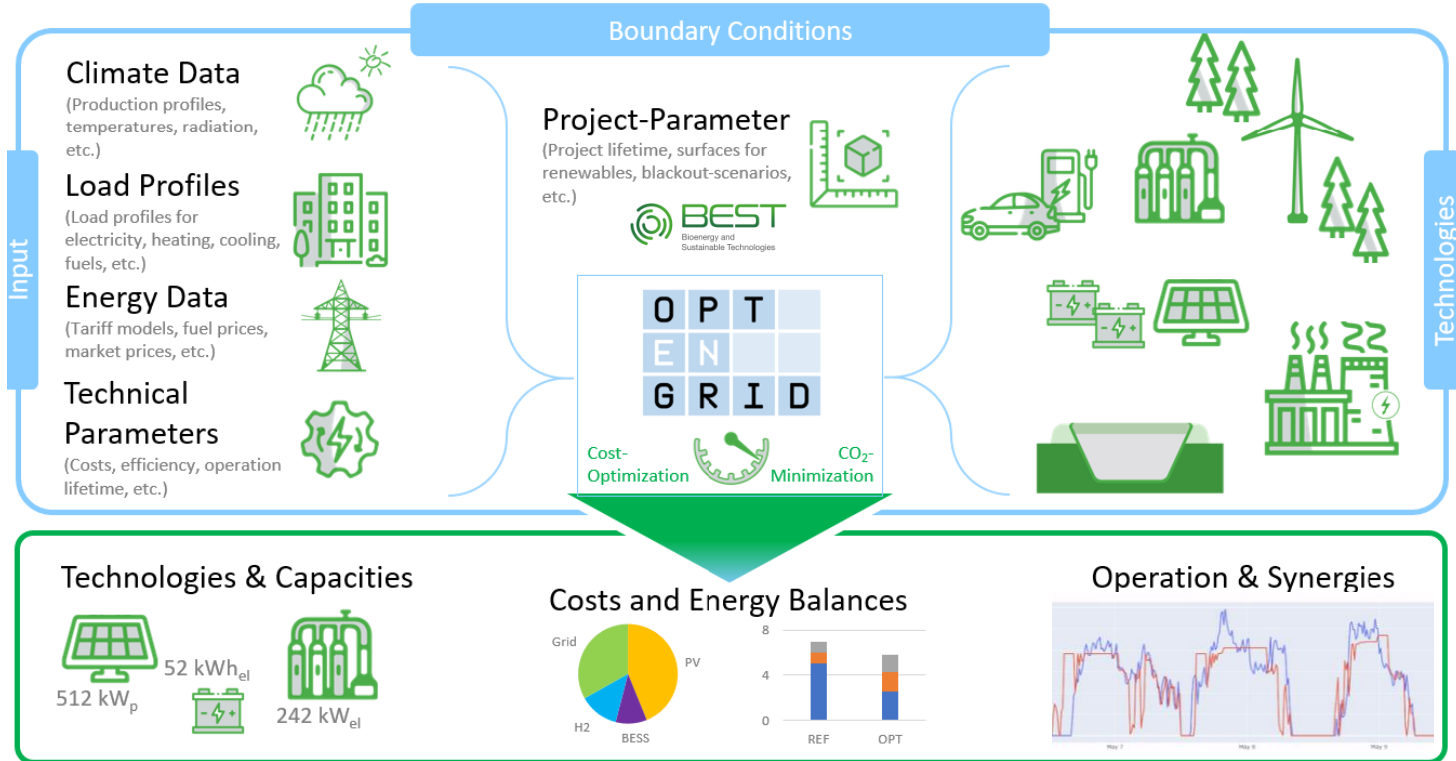 Boundary Conditions
Input
Climate Data
(Production profiles,
temperatures, radiation,
etc.)
Load Profiles
(Load profiles for
electricity, heating, cooling,
fuels, etc.)
Energy Data
(Tariff models, fuel prices,
market prices, etc.)
Technical
Parameters
(Costs, efficiency, operation
lifetime, etc.)
Project-Parameter
(Project lifetime, surfaces for
renewables, blackout-scenarios,
etc.)
BEST
Bioenergy and
Sustainable Technologies
OPT
EN
GRID
Cost-
Optimization
CO₂-
Minimization
Technologies
Technologies & Capacities
512 kWp
52 kWhel
242 kWel
Costs and Energy Balances
Grid
PV
H2
BESS
8
4
0
REF
OPT
Operation & Synergies
May 7
May 8
May 9